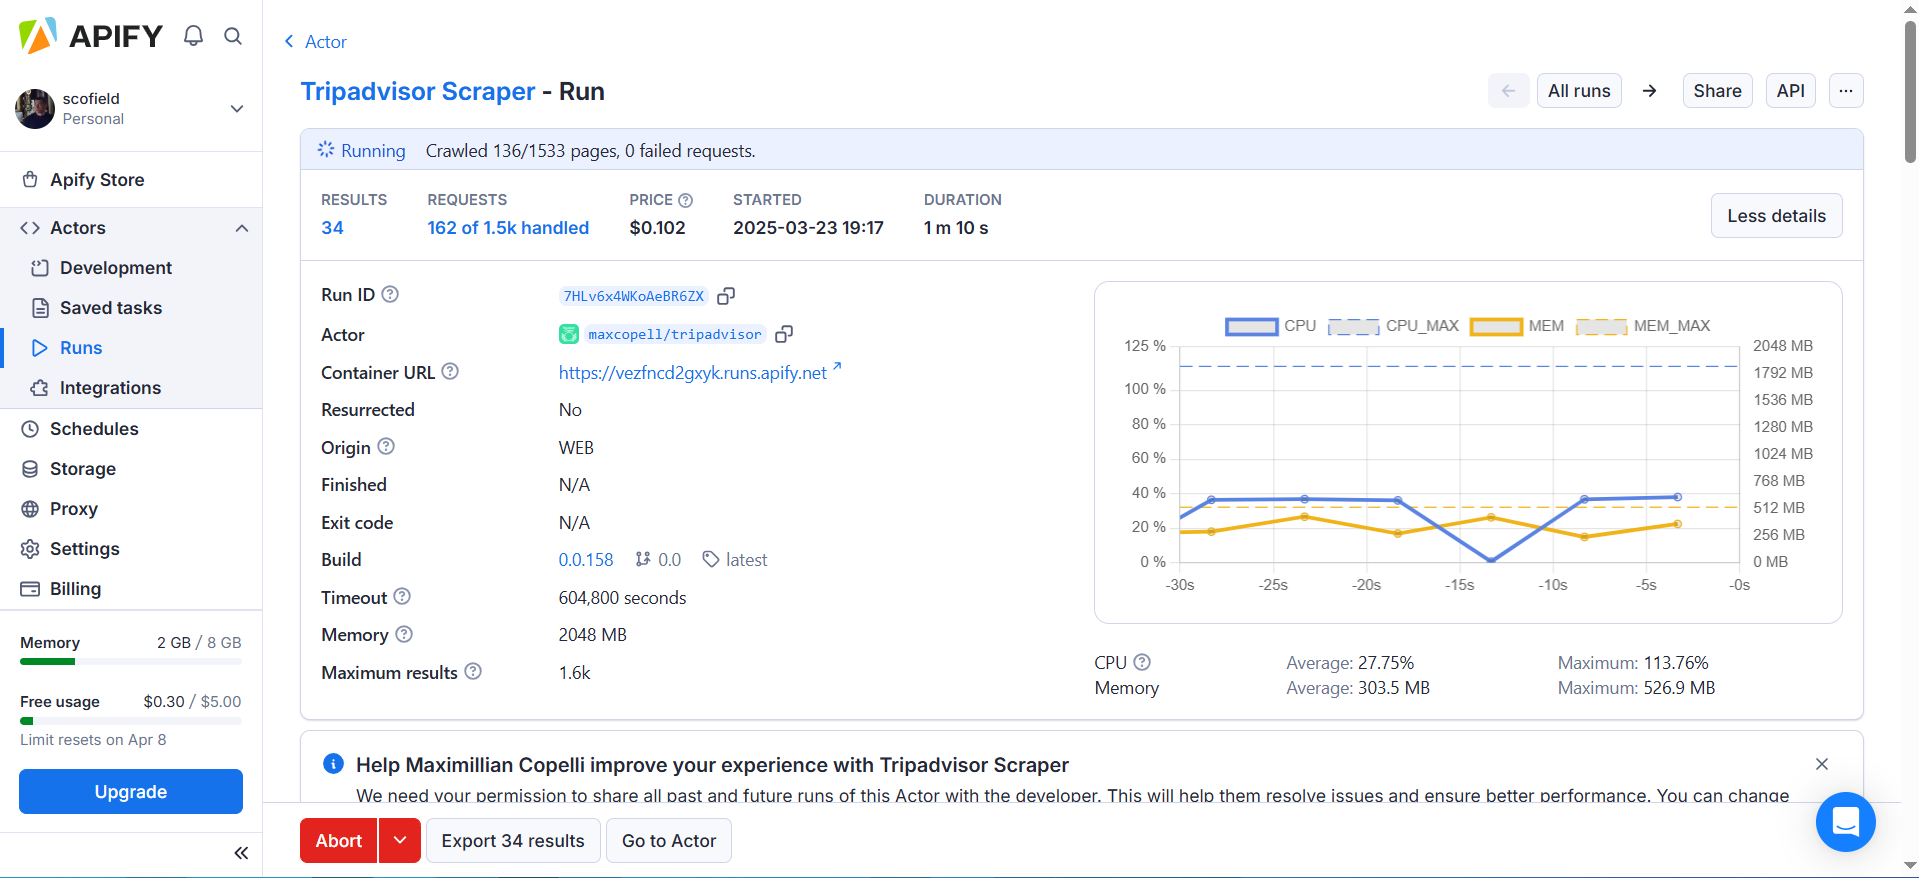 APIFY
scofield
Personal
Apify Store
Actors
Development
Saved tasks
Runs
Integrations
Schedules
Storage
Proxy
Settings
Billing
Memory 2 GB / 8 GB
Free usage $0.30 / $5.00
Limit resets on Apr 8
Upgrade
Actor
Tripadvisor Scraper - Run
All runs
Share
API
Running Crawled 136/1533 pages, 0 failed requests.
RESULTS REQUESTS PRICE STARTED DURATION
34 162 of 1.5k handled $0.102 2025-03-23 19:17 1 m 10 s
Less details
Run ID 7HLv6x4WKoAeBR6ZX
Actor maxcopell/tripadvisor
Container URL https://vezfncd2gxyk.runs.apify.net
Resurrected No
Origin WEB
Finished N/A
Exit code N/A
Build 0.0.158 0.0 latest
Timeout 604,800 seconds
Memory 2048 MB
Maximum results 1.6k
CPU CPU_MAX MEM MEM_MAX
125 % 2048 MB
1792 MB
100 % 1536 MB
80 % 1280 MB
60 % 1024 MB
768 MB
40 % 512 MB
20 % 256 MB
0 % 0 MB
-30s -25s -20s -15s -10s -5s -0s
CPU Average: 27.75% Maximum: 113.76%
Memory Average: 303.5 MB Maximum: 526.9 MB
Help Maximillian Copelli improve your experience with Tripadvisor Scraper
We need your permission to share all past and future runs of this Actor with the developer. This will help them resolve issues and ensure better performance. You can change
Abort
Export 34 results
Go to Actor